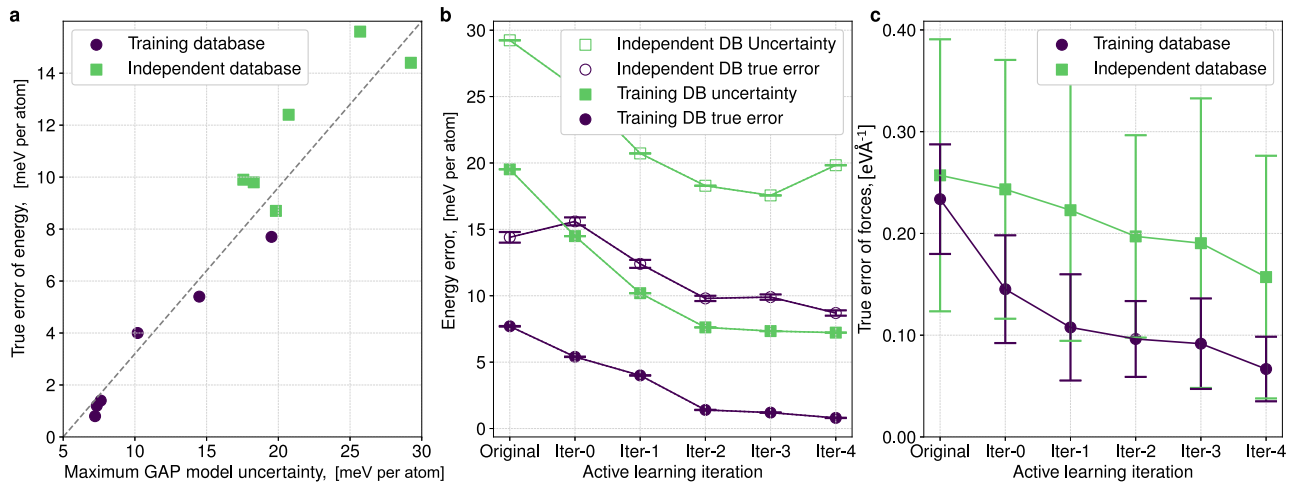 a
True error of energy, [meV per atom]
14
12
10
8
6
4
2
0
Training database
Independent database
5
10
15
20
25
30
Maximum GAP model uncertainty, [meV per atom]
b
Energy error, [meV per atom]
30
25
20
15
10
5
0
Independent DB Uncertainty
Independent DB true error
Training DB uncertainty
Training DB true error
Original
Iter-0
Iter-1
Iter-2
Iter-3
Iter-4
Active learning iteration
c
True error of forces, [eVÅ⁻¹]
0.40
0.30
0.20
0.10
0.00
Training database
Independent database
Original
Iter-0
Iter-1
Iter-2
Iter-3
Iter-4
Active learning iteration